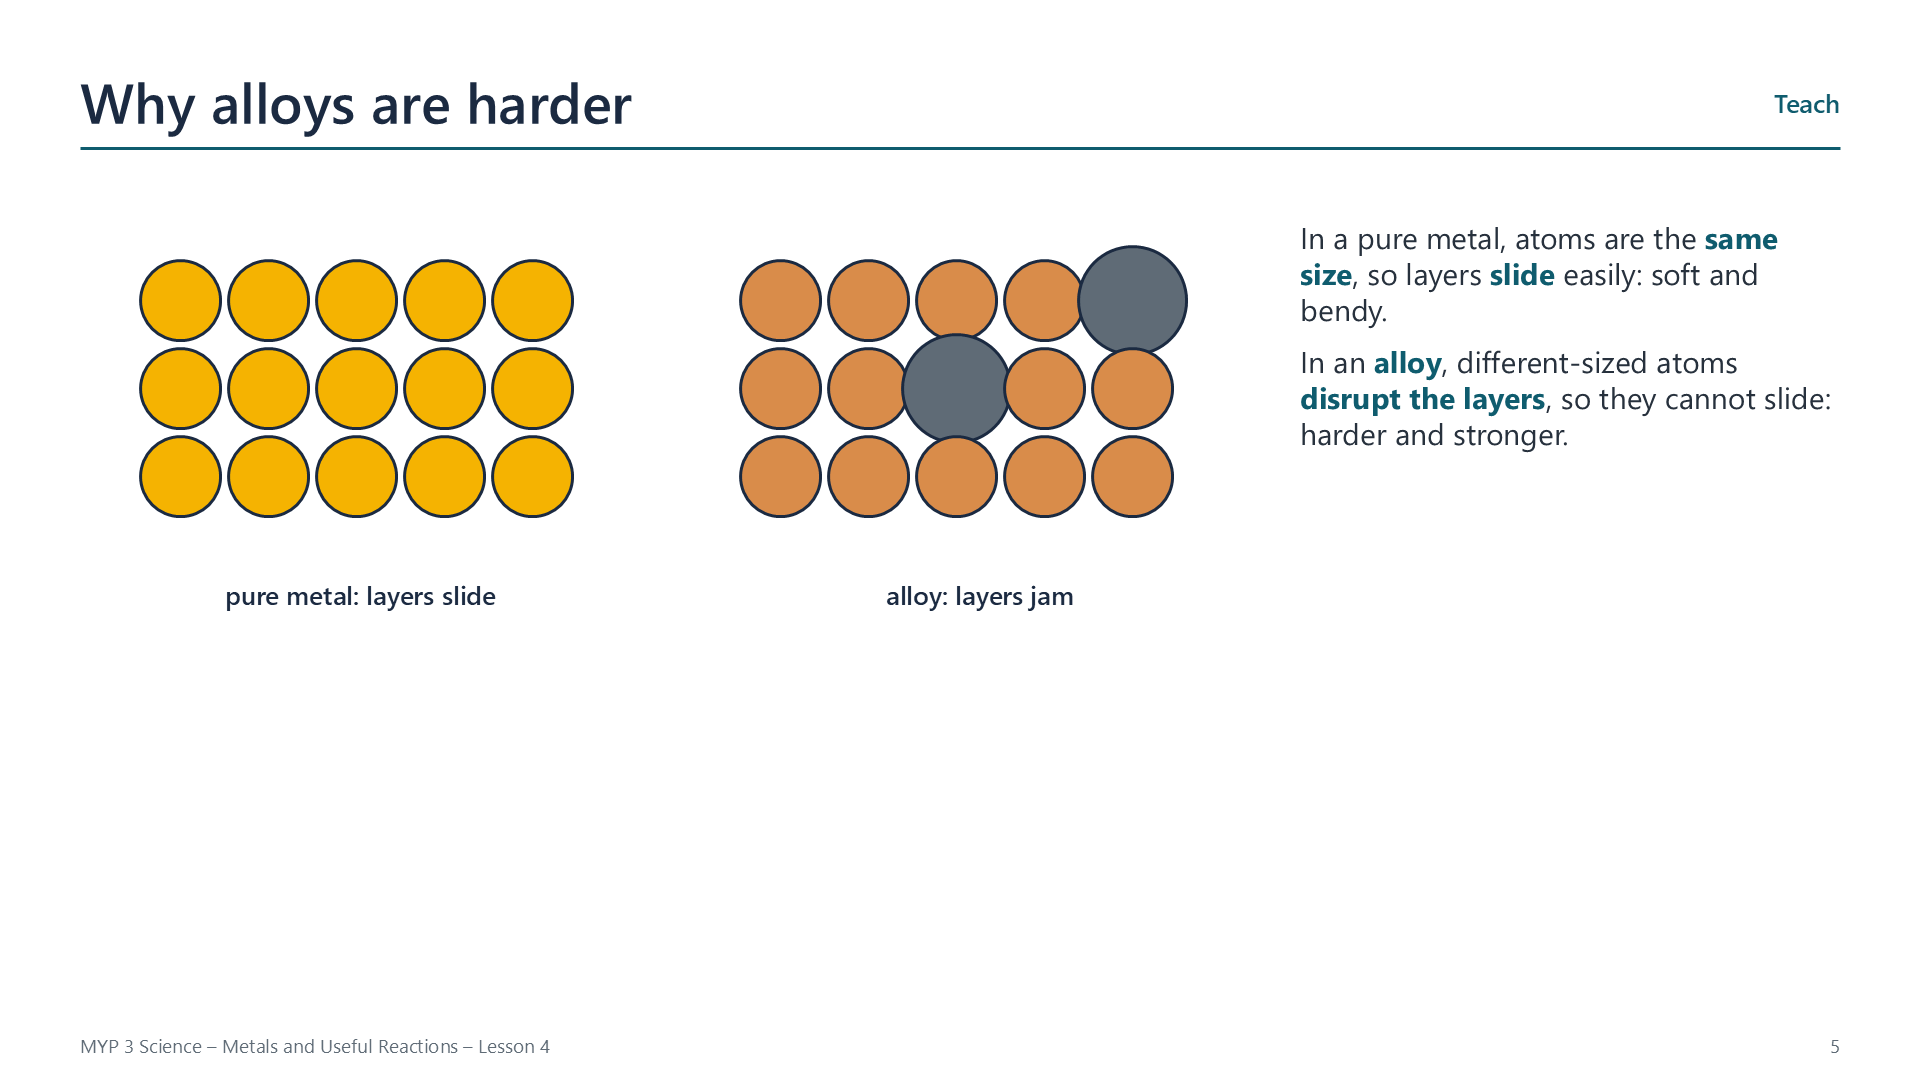 Why alloys are harder
Teach
In a pure metal, atoms are the same
size, so layers slide easily: soft and
bendy.
In an alloy, different-sized atoms
disrupt the layers, so they cannot slide:
harder and stronger.
pure metal: layers slide
alloy: layers jam
MYP 3 Science – Metals and Useful Reactions – Lesson 4
5